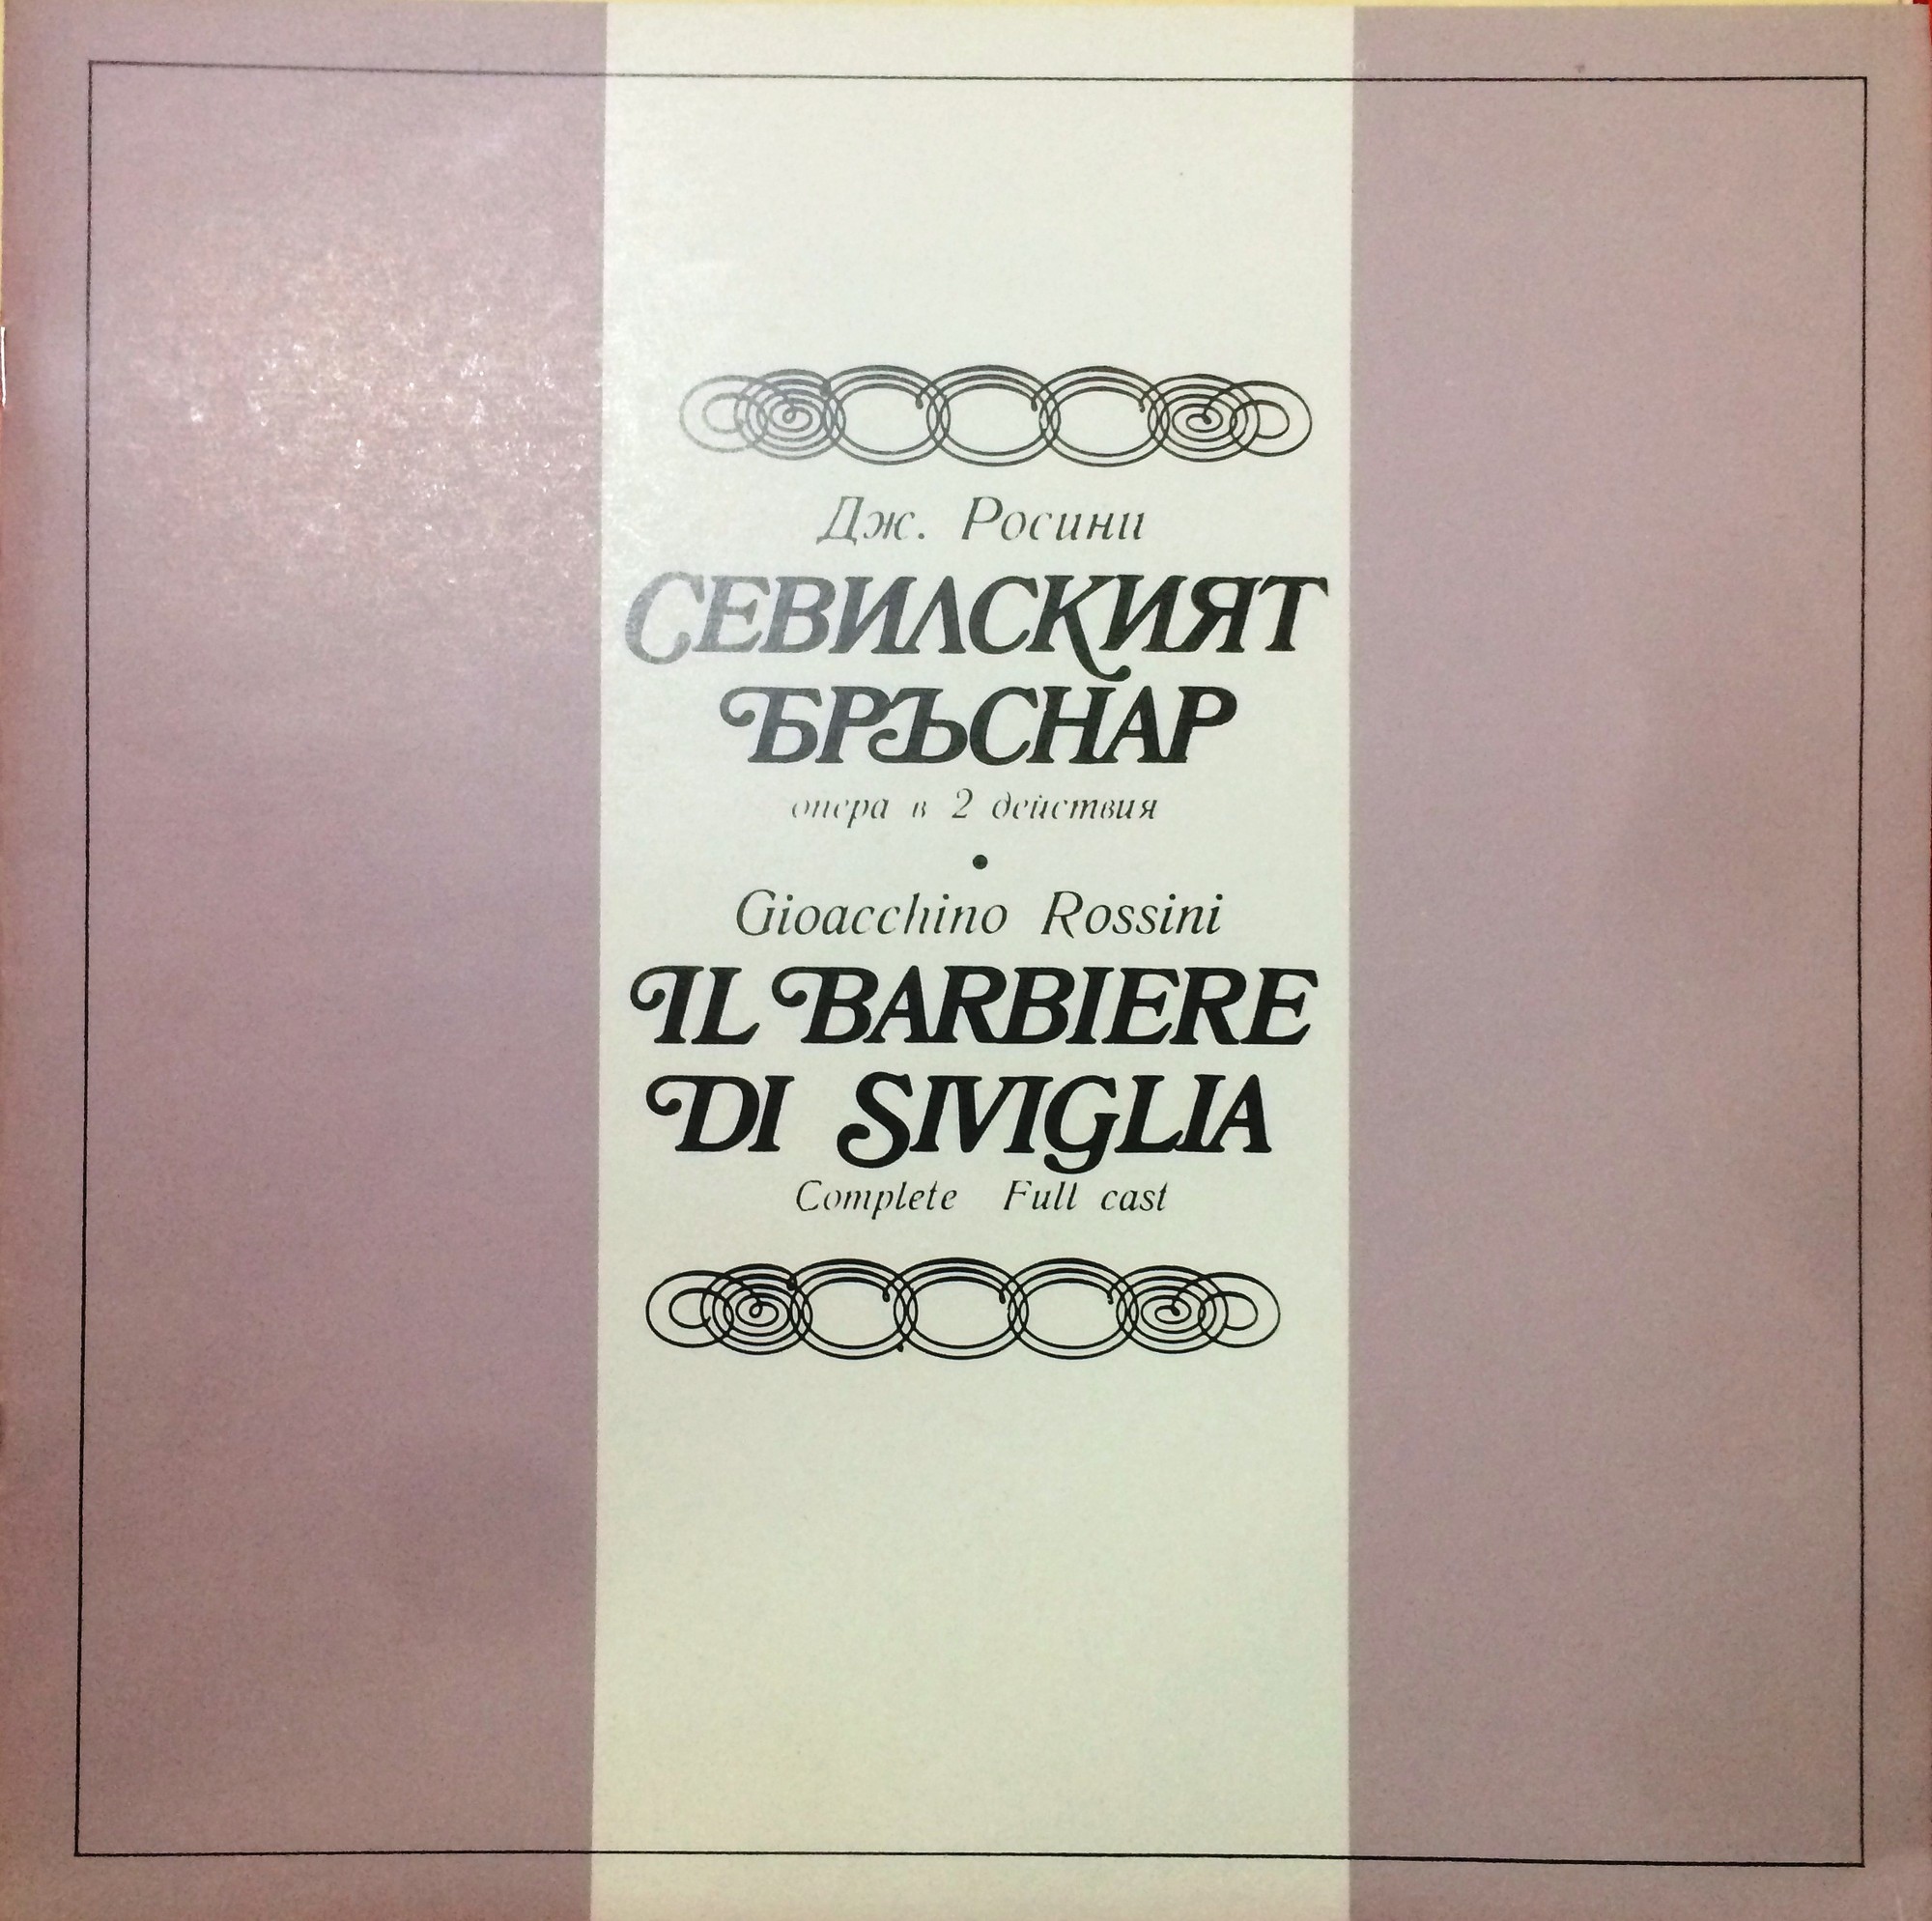 Дж. Росини
СЕВИЛСКИЯТ
БРЪСНАР
опера в 2 действия
•
Gioacchino Rossini
IL BARBIERE
DI SIVIGLIA
Complete Full cast